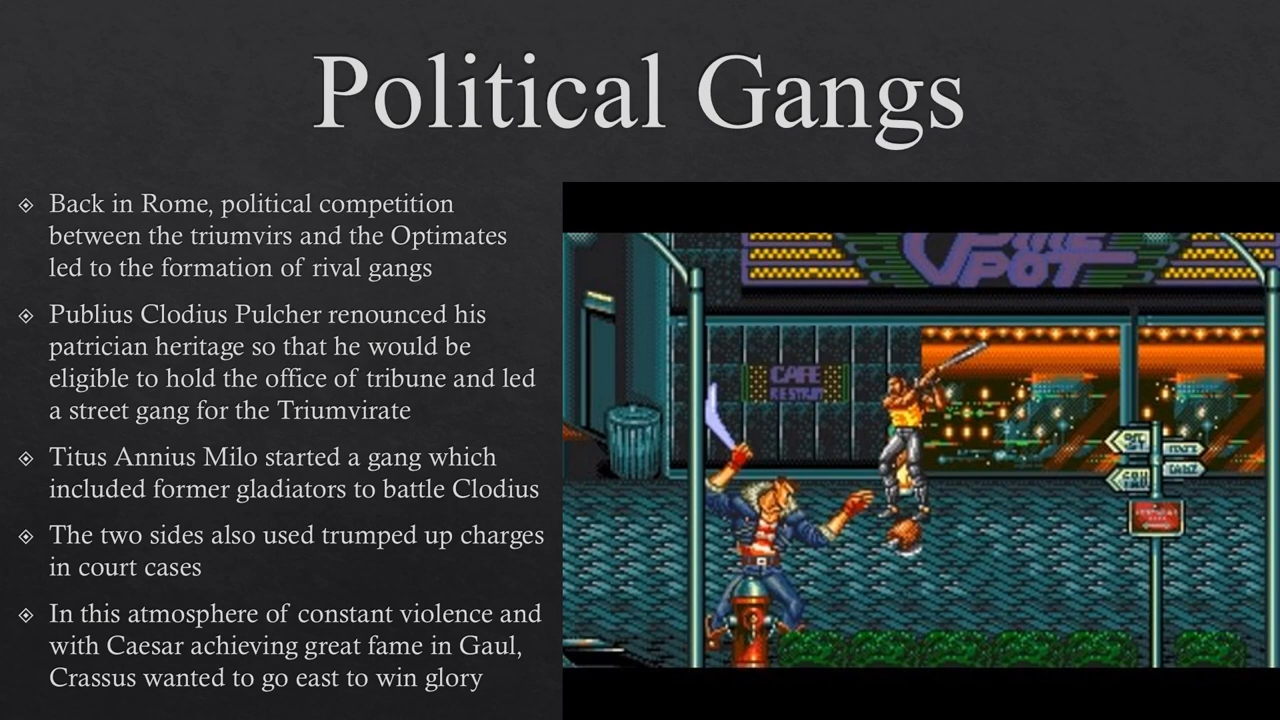 Political Gangs
Back in Rome, political competition
between the triumvirs and the Optimates
led to the formation of rival gangs
Publius Clodius Pulcher renounced his
patrician heritage so that he would be
eligible to hold the office of tribune and led
a street gang for the Triumvirate
Titus Annius Milo started a gang which
included former gladiators to battle Clodius
The two sides also used trumped up charges
in court cases
In this atmosphere of constant violence and
with Caesar achieving great fame in Gaul,
Crassus wanted to go east to win glory
POT
CAFE